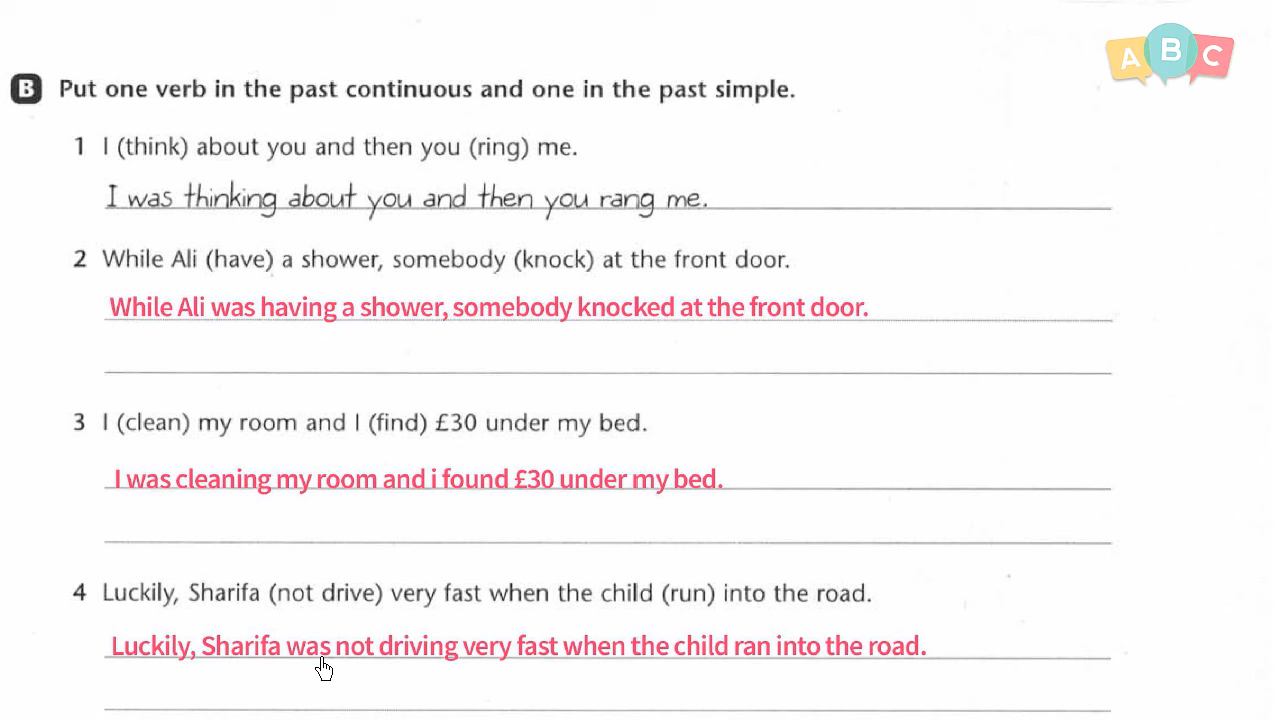 A B C
B Put one verb in the past continuous and one in the past simple.
1 I (think) about you and then you (ring) me.
I was thinking about you and then you rang me.
2 While Ali (have) a shower, somebody (knock) at the front door.
While Ali was having a shower, somebody knocked at the front door.
3 I (clean) my room and I (find) £30 under my bed.
I was cleaning my room and i found £30 under my bed.
4 Luckily, Sharifa (not drive) very fast when the child (run) into the road.
Luckily, Sharifa was not driving very fast when the child ran into the road.